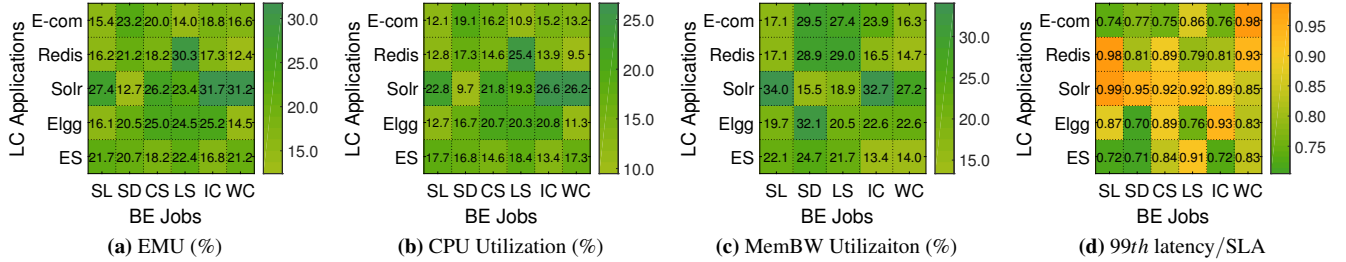 LC Applications
E-com 15.4 23.2 20.0 14.0 18.8 16.6
Redis 16.2 21.2 18.2 30.3 17.3 12.4
Solr 27.4 12.7 26.2 23.4 31.7 31.2
Elgg 16.1 20.5 25.0 24.5 25.2 14.5
ES 21.7 20.7 18.2 22.4 16.8 21.2
SL SD CS LS IC WC
BE Jobs
30.0
25.0
20.0
15.0
(a) EMU (%)
LC Applications
E-com 12.1 19.1 16.2 10.9 15.2 13.2
Redis 12.8 17.3 14.6 25.4 13.9 9.5
Solr 22.8 9.7 21.8 19.3 26.6 26.2
Elgg 12.7 16.7 20.7 20.3 20.8 11.3
ES 17.7 16.8 14.6 18.4 13.4 17.3
SL SD CS LS IC WC
BE Jobs
25.0
20.0
15.0
10.0
(b) CPU Utilization (%)
LC Applications
E-com 17.1 29.5 27.4 23.9 16.3
Redis 17.1 28.9 29.0 16.5 14.7
Solr 34.0 15.5 18.9 32.7 27.2
Elgg 19.7 32.1 20.5 22.6 22.6
ES 22.1 24.7 21.7 13.4 14.0
SL SD LS IC WC
BE Jobs
30.0
25.0
20.0
15.0
(c) MemBW Utilizaiton (%)
LC Applications
E-com 0.74 0.77 0.75 0.86 0.76 0.98
Redis 0.98 0.81 0.89 0.79 0.81 0.93
Solr 0.99 0.95 0.92 0.92 0.89 0.85
Elgg 0.87 0.70 0.89 0.76 0.93 0.83
ES 0.72 0.71 0.84 0.91 0.72 0.83
SL SD CS LS IC WC
BE Jobs
0.95
0.90
0.85
0.80
0.75
(d) 99th latency/SLA